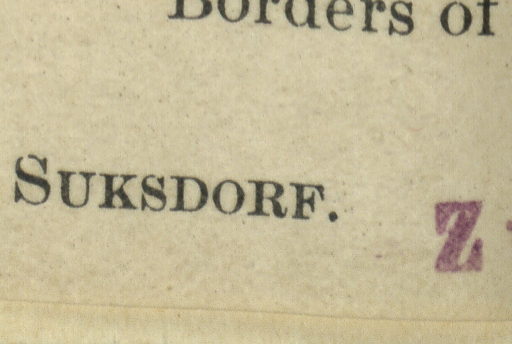 Borders of
SUKSDORF.
Z